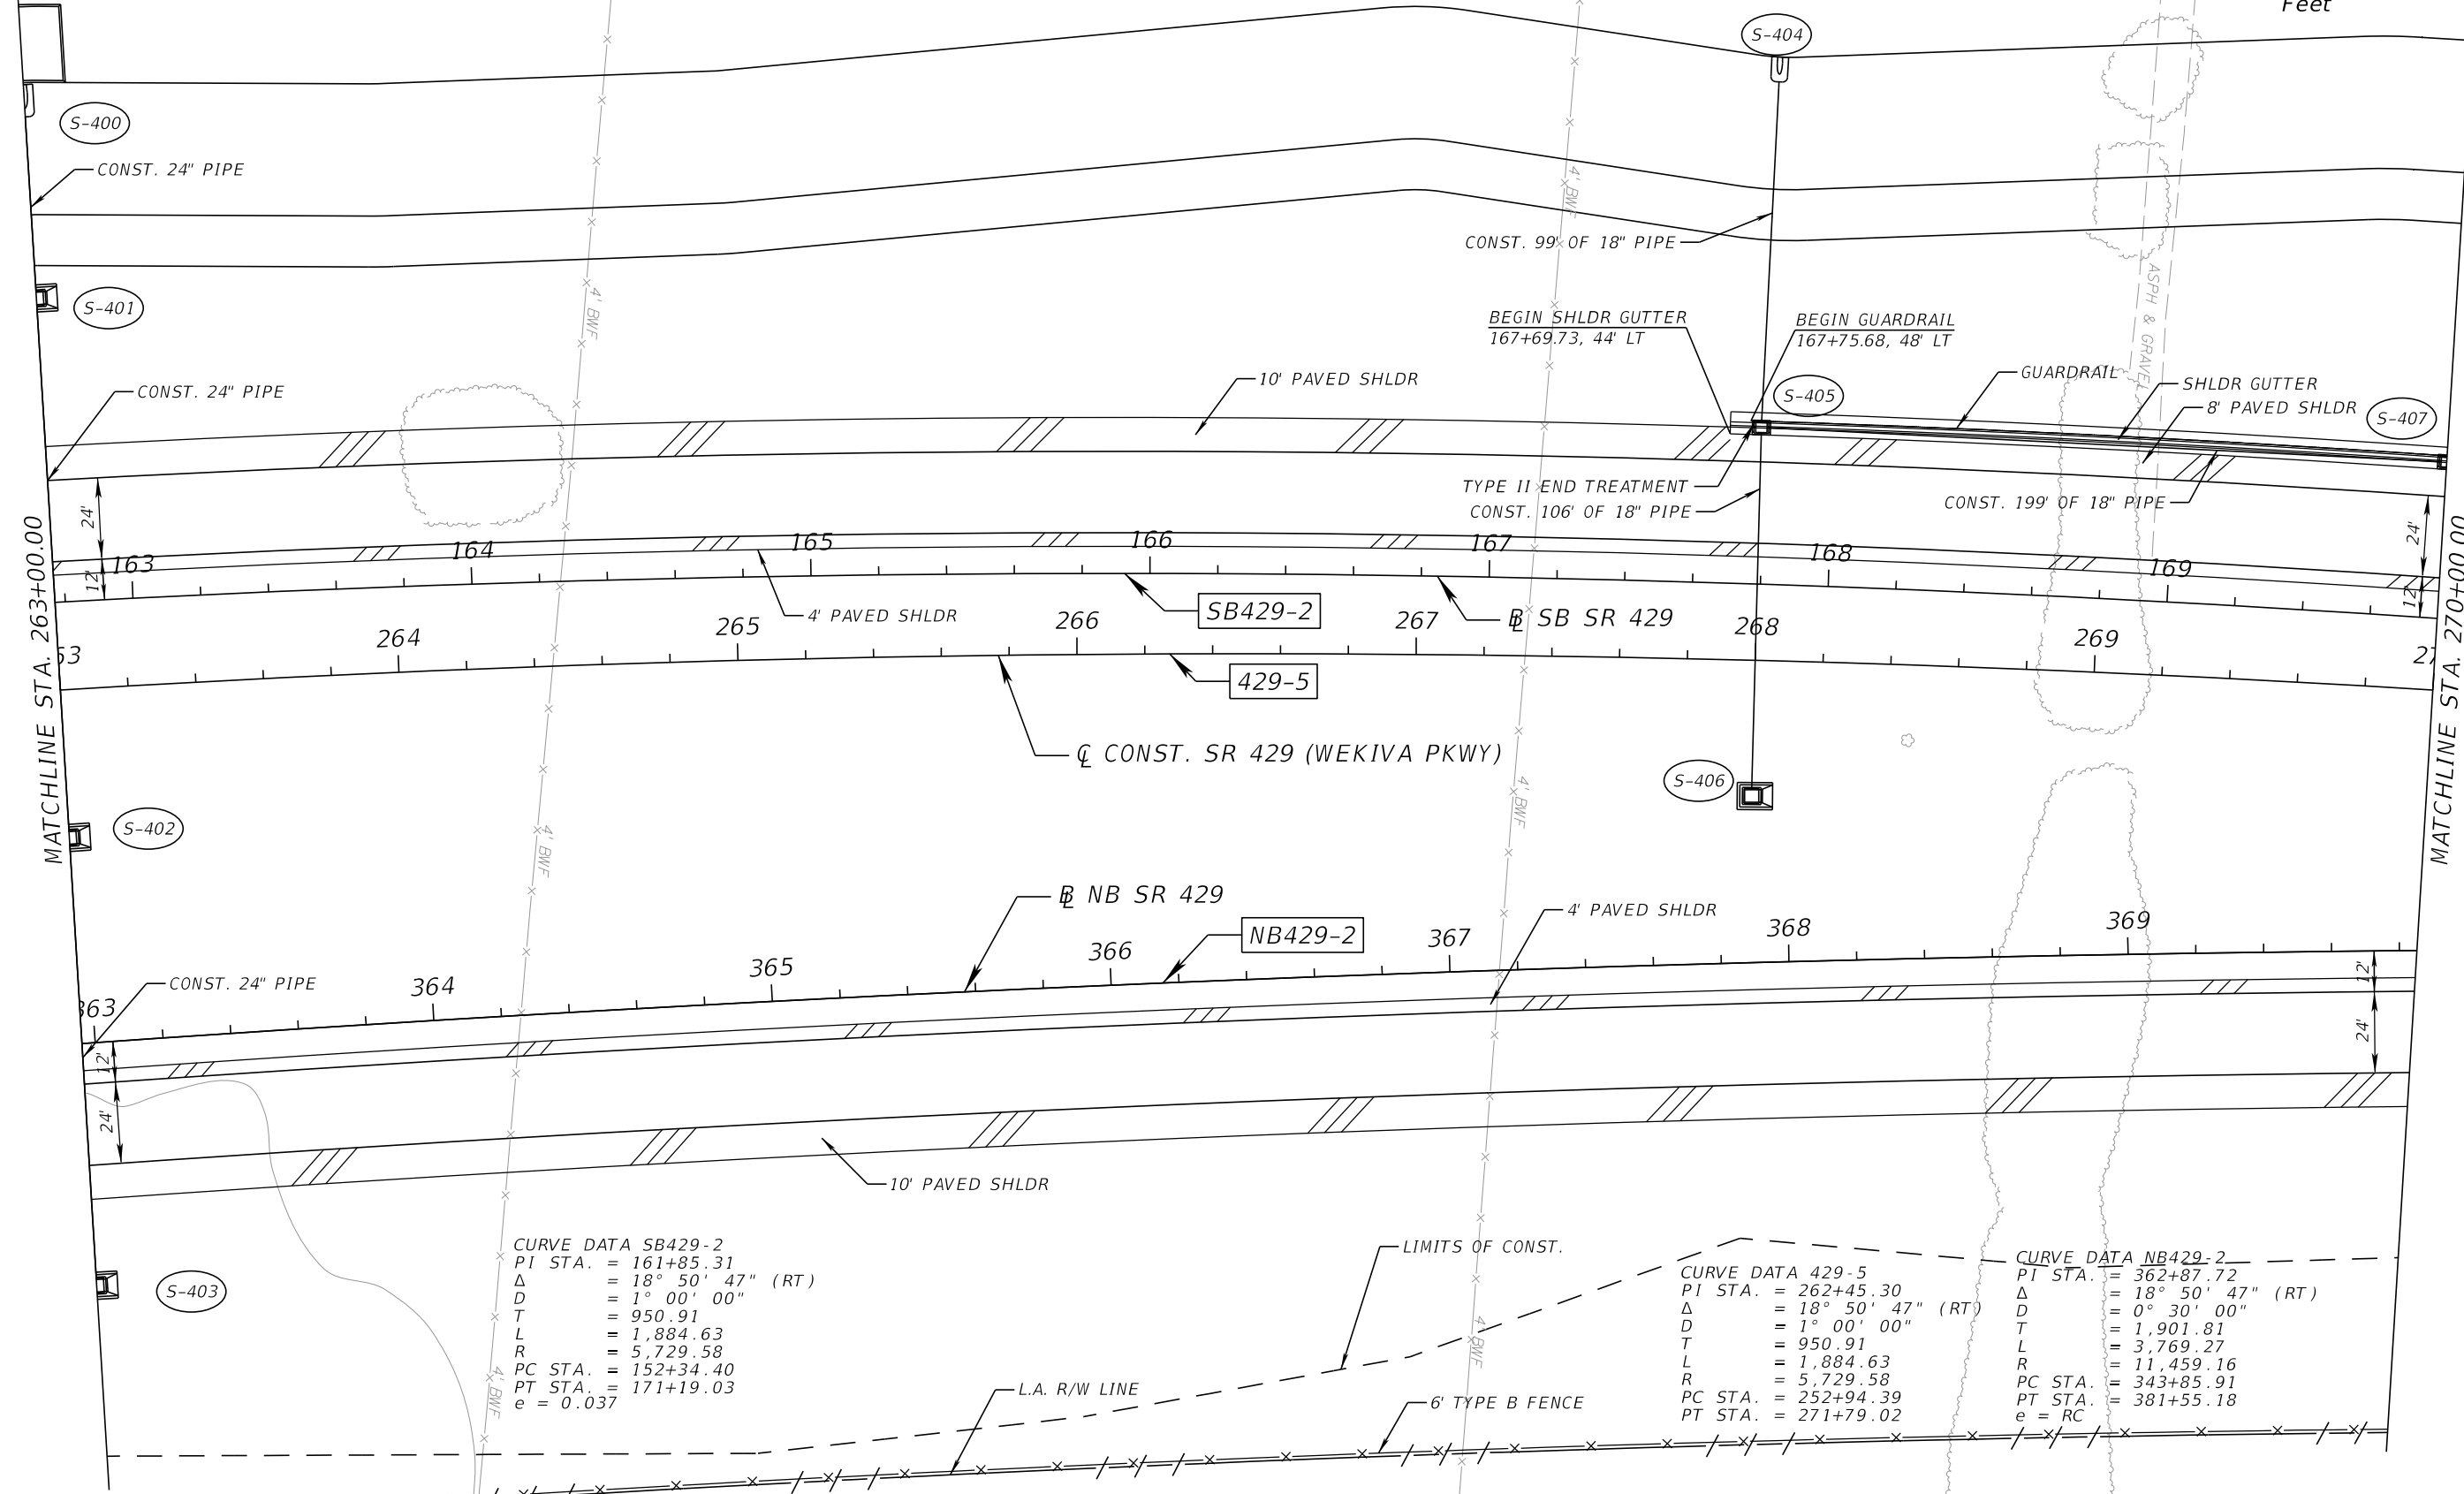 Feet
S-404
S-400
CONST. 24" PIPE
4' BWF
CONST. 99' OF 18" PIPE
ASPH & GRAVEL
S-401
4' BWF
BEGIN SHLDR GUTTER
167+69.73, 44' LT
BEGIN GUARDRAIL
167+75.68, 48' LT
CONST. 24" PIPE
10' PAVED SHLDR
GUARDRAIL
SHLDR GUTTER
8' PAVED SHLDR
S-405
S-407
TYPE II END TREATMENT
CONST. 106' OF 18" PIPE
CONST. 199' OF 18" PIPE
24'
24'
163
164
165
166
167
168
169
12'
12'
4' PAVED SHLDR
SB429-2
BL SB SR 429
MATCHLINE STA. 263+00.00
MATCHLINE STA. 270+00.00
63
264
265
266
267
268
269
27
429-5
CL CONST. SR 429 (WEKIVA PKWY)
S-406
4' BWF
S-402
4' BWF
BL NB SR 429
NB429-2
4' PAVED SHLDR
CONST. 24" PIPE
363
364
365
366
367
368
369
12'
12'
24'
24'
10' PAVED SHLDR
S-403
CURVE DATA SB429-2
PI STA. = 161+85.31
Δ = 18° 50' 47" (RT)
D = 1° 00' 00"
T = 950.91
L = 1,884.63
R = 5,729.58
PC STA. = 152+34.40
PT STA. = 171+19.03
e = 0.037
4' BWF
LIMITS OF CONST.
L.A. R/W LINE
6' TYPE B FENCE
4' BWF
CURVE DATA 429-5
PI STA. = 262+45.30
Δ = 18° 50' 47" (RT)
D = 1° 00' 00"
T = 950.91
L = 1,884.63
R = 5,729.58
PC STA. = 252+94.39
PT STA. = 271+79.02
CURVE DATA NB429-2
PI STA. = 362+87.72
Δ = 18° 50' 47" (RT)
D = 0° 30' 00"
T = 1,901.81
L = 3,769.27
R = 11,459.16
PC STA. = 343+85.91
PT STA. = 381+55.18
e = RC